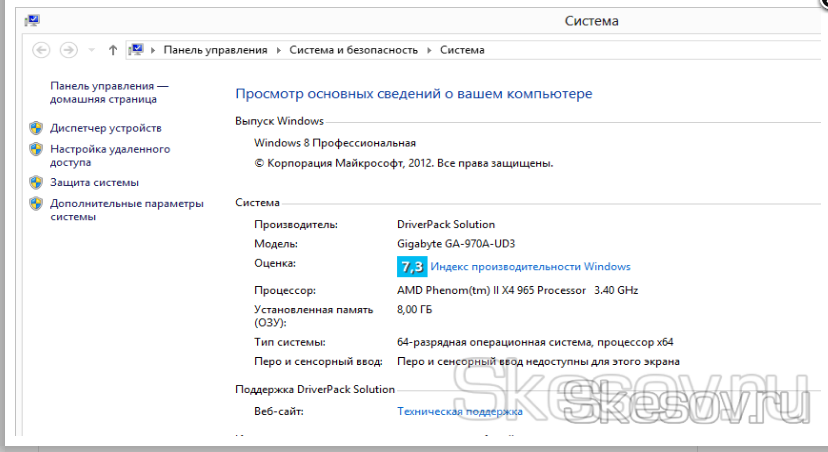 Система
Панель управления
Система и безопасность
Система
Панель управления —
домашняя страница
Диспетчер устройств
Настройка удаленного
доступа
Защита системы
Дополнительные параметры
системы
Просмотр основных сведений о вашем компьютере
Выпуск Windows
Windows 8 Профессиональная
© Корпорация Майкрософт, 2012. Все права защищены.
Система
Производитель: DriverPack Solution
Модель: Gigabyte GA-970A-UD3
Оценка: 7,3 Индекс производительности Windows
Процессор: AMD Phenom(tm) II X4 965 Processor 3.40 GHz
Установленная память 8,00 ГБ
(ОЗУ):
Тип системы: 64-разрядная операционная система, процессор x64
Перо и сенсорный ввод: Перо и сенсорный ввод недоступны для этого экрана
Поддержка DriverPack Solution
Веб-сайт: Техническая поддержка
Skesov.ru
skesov.ru